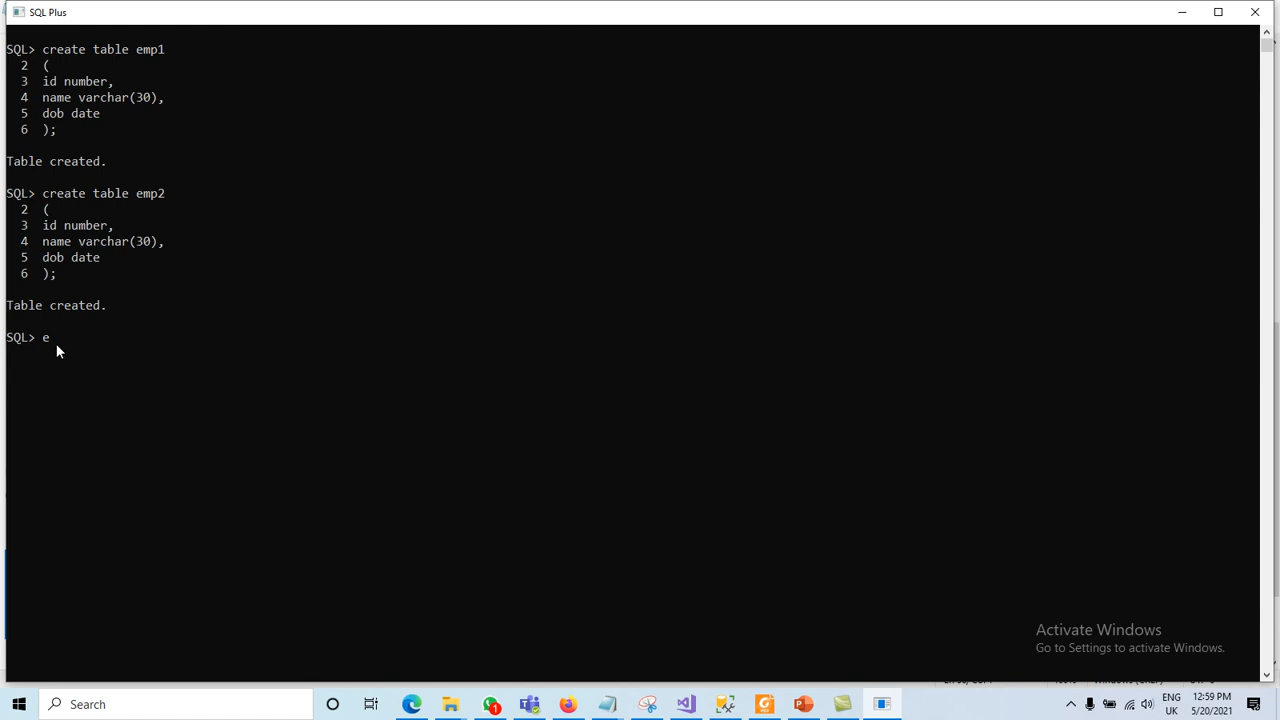 SQL Plus
SQL> create table emp1
2 (
3 id number,
4 name varchar(30),
5 dob date
6 );
Table created.
SQL> create table emp2
2 (
3 id number,
4 name varchar(30),
5 dob date
6 );
Table created.
SQL> e
Activate Windows
Go to Settings to activate Windows.
Search
1
ENG
UK
12:59 PM
5/20/2021